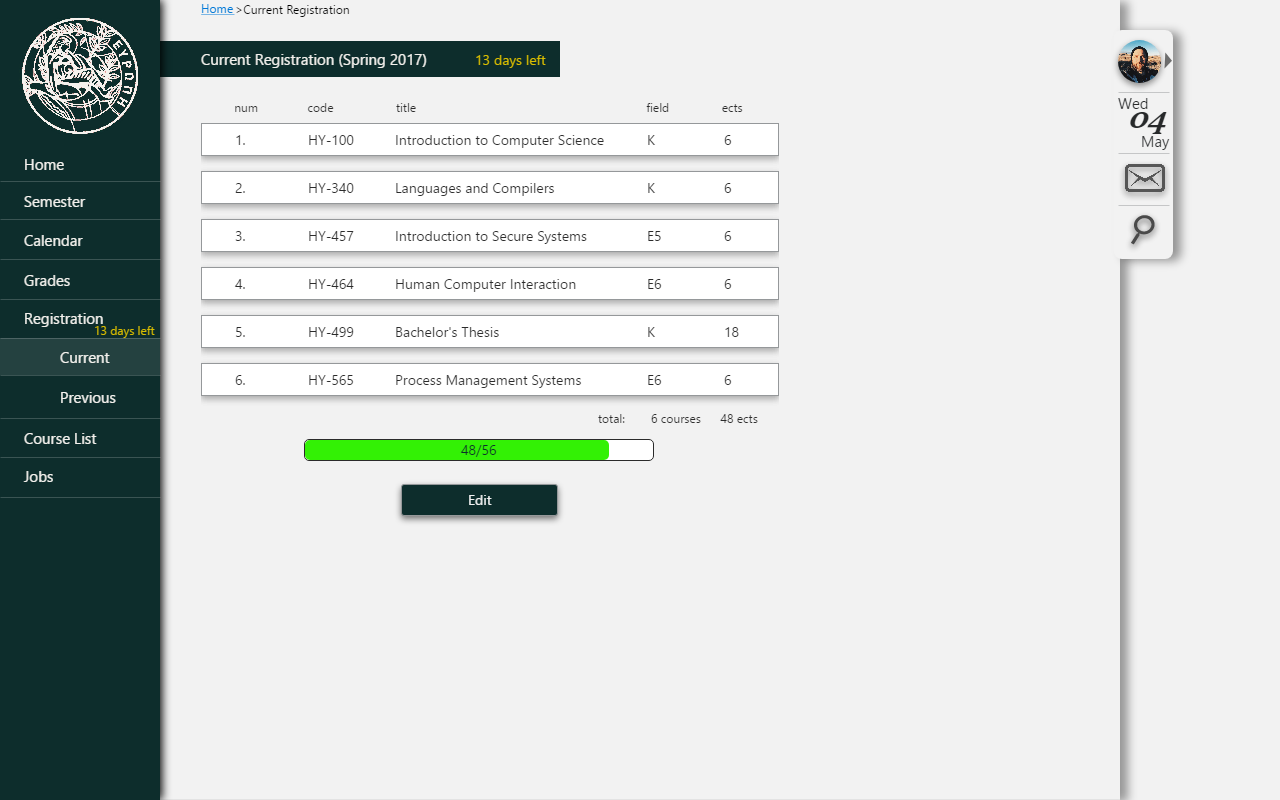 ΕΥΡΩΠΗ
Home
Semester
Calendar
Grades
Registration
13 days left
Current
Previous
Course List
Jobs
Home >Current Registration
Current Registration (Spring 2017) 13 days left
num code title field ects
1. HY-100 Introduction to Computer Science K 6
2. HY-340 Languages and Compilers K 6
3. HY-457 Introduction to Secure Systems E5 6
4. HY-464 Human Computer Interaction E6 6
5. HY-499 Bachelor's Thesis K 18
6. HY-565 Process Management Systems E6 6
total: 6 courses 48 ects
48/56
Edit
Wed
04
May